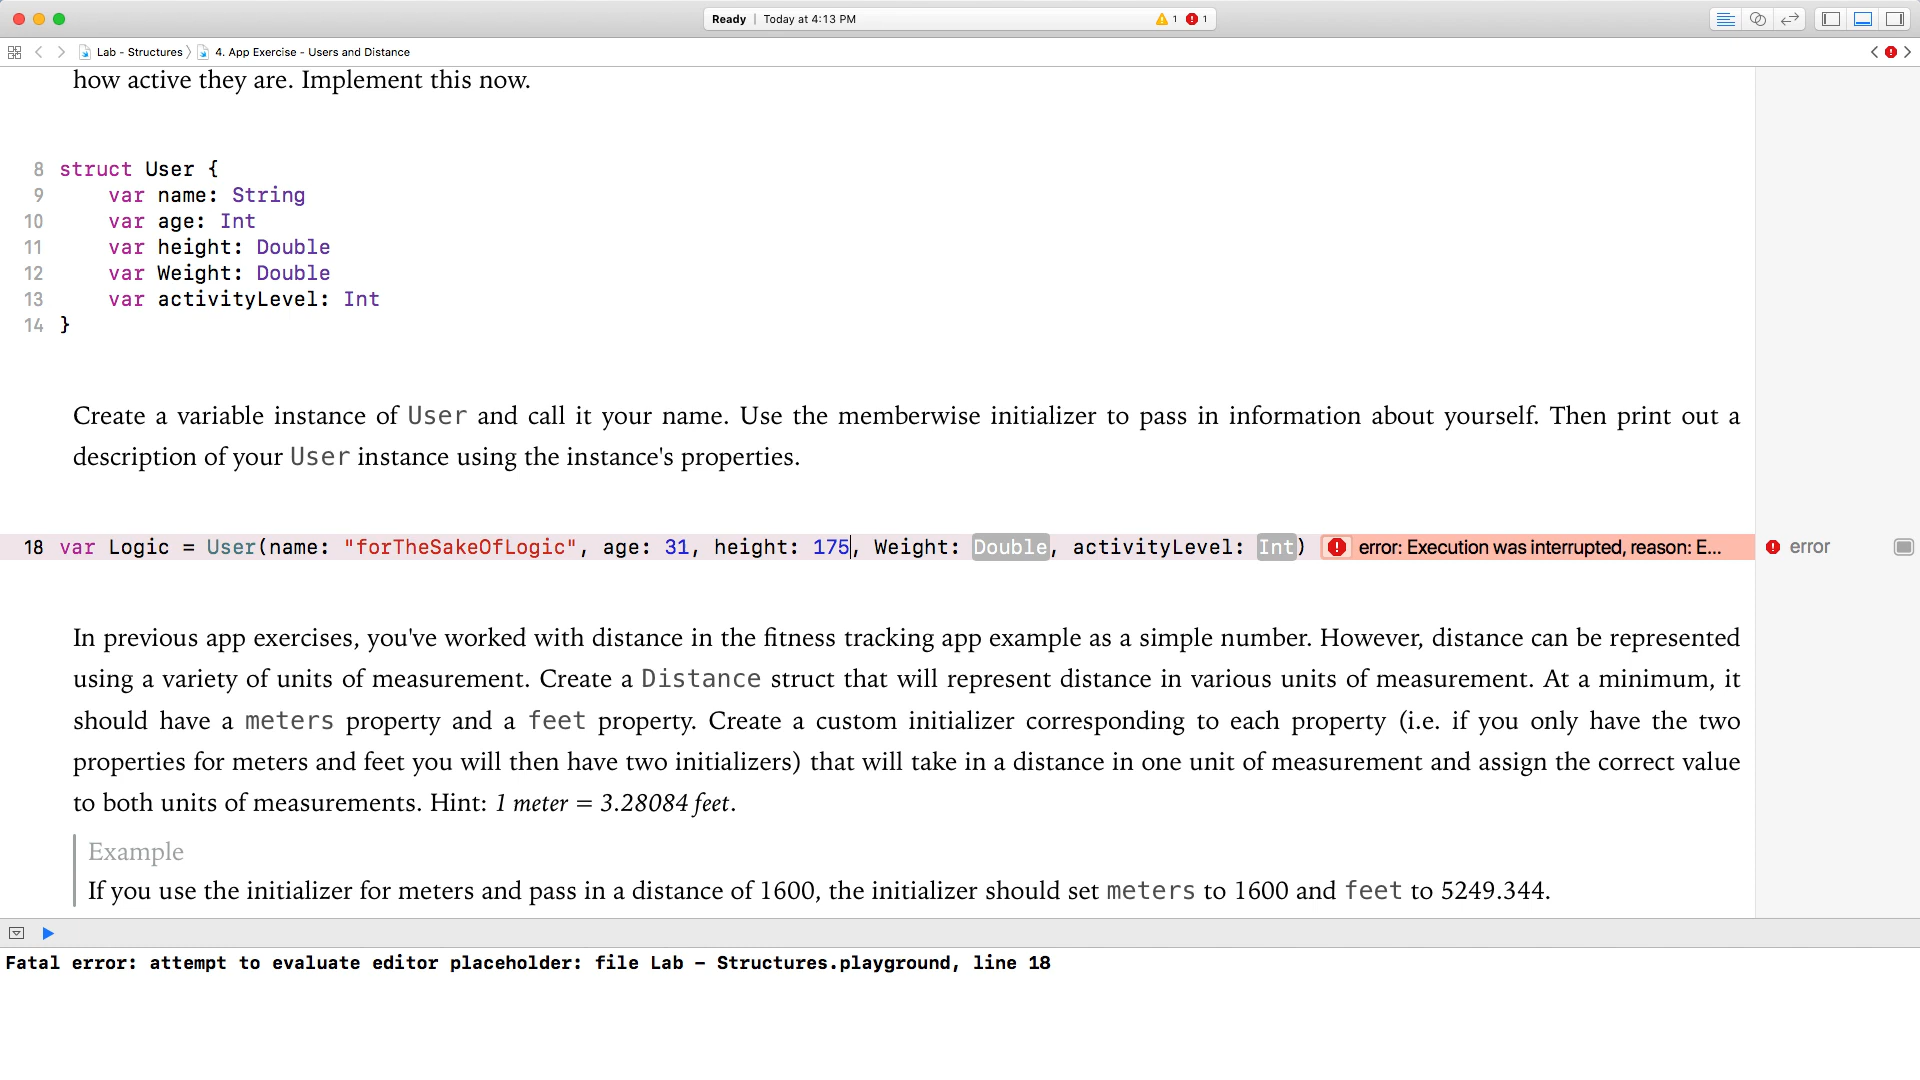 Ready | Today at 4:13 PM 1 1
Lab - Structures 4. App Exercise - Users and Distance
how active they are. Implement this now.
8 struct User {
9 var name: String
10 var age: Int
11 var height: Double
12 var Weight: Double
13 var activityLevel: Int
14 }
Create a variable instance of User and call it your name. Use the memberwise initializer to pass in information about yourself. Then print out a
description of your User instance using the instance's properties.
18 var Logic = User(name: "forTheSakeOfLogic", age: 31, height: 175, Weight: Double, activityLevel: Int) error: Execution was interrupted, reason: E... error
In previous app exercises, you've worked with distance in the fitness tracking app example as a simple number. However, distance can be represented
using a variety of units of measurement. Create a Distance struct that will represent distance in various units of measurement. At a minimum, it
should have a meters property and a feet property. Create a custom initializer corresponding to each property (i.e. if you only have the two
properties for meters and feet you will then have two initializers) that will take in a distance in one unit of measurement and assign the correct value
to both units of measurements. Hint: 1 meter = 3.28084 feet.
Example
If you use the initializer for meters and pass in a distance of 1600, the initializer should set meters to 1600 and feet to 5249.344.
Fatal error: attempt to evaluate editor placeholder: file Lab - Structures.playground, line 18